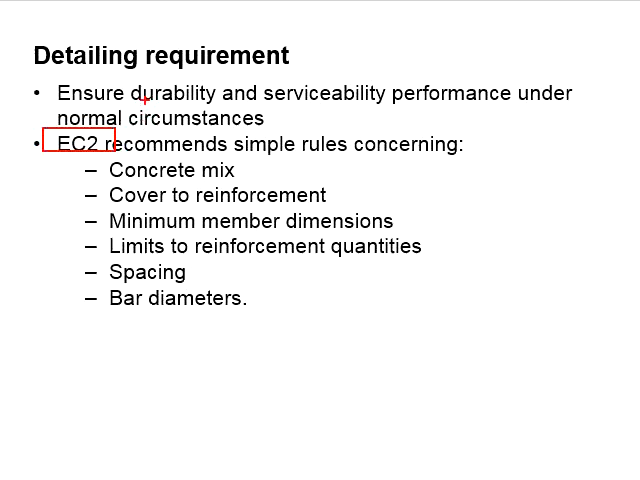 Detailing requirement
• Ensure durability and serviceability performance under
normal circumstances
• EC2 recommends simple rules concerning:
– Concrete mix
– Cover to reinforcement
– Minimum member dimensions
– Limits to reinforcement quantities
– Spacing
– Bar diameters.